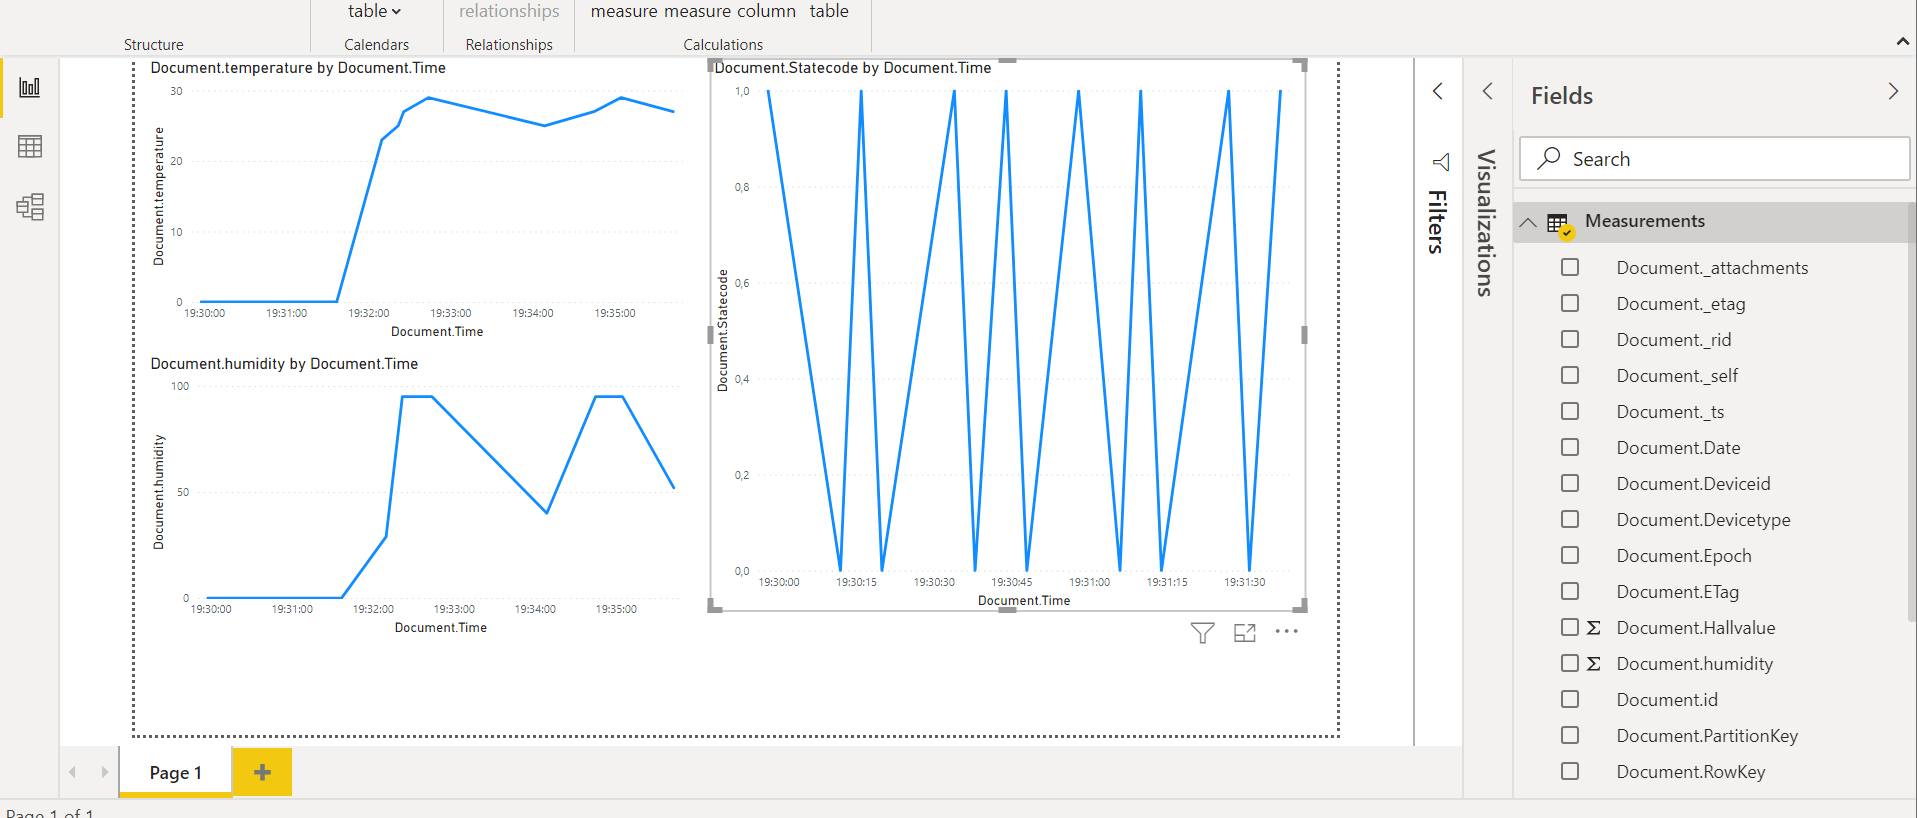 table
relationships
measure measure column table
Structure
Calendars
Relationships
Calculations
Document.temperature by Document.Time
30
20
10
0
Document.temperature
19:30:00 19:31:00 19:32:00 19:33:00 19:34:00 19:35:00
Document.Time
Document.humidity by Document.Time
100
50
0
Document.humidity
19:30:00 19:31:00 19:32:00 19:33:00 19:34:00 19:35:00
Document.Time
Document.Statecode by Document.Time
1,0
0,8
0,6
0,4
0,2
0,0
Document.Statecode
19:30:00 19:30:15 19:30:30 19:30:45 19:31:00 19:31:15 19:31:30
Document.Time
Filters
Visualizations
Fields
Search
Measurements
Document._attachments
Document._etag
Document._rid
Document._self
Document._ts
Document.Date
Document.Deviceid
Document.Devicetype
Document.Epoch
Document.ETag
Σ Document.Hallvalue
Σ Document.humidity
Document.id
Document.PartitionKey
Document.RowKey
Page 1
Page 1 of 1